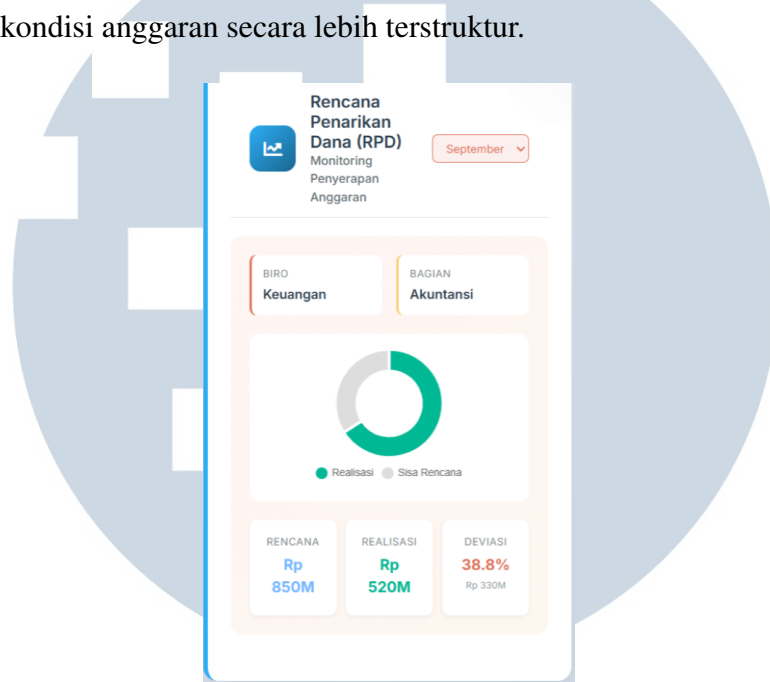 kondisi anggaran secara lebih terstruktur.
Rencana
Penarikan
Dana (RPD)
Monitoring
Penyerapan
Anggaran
September
BIRO
Keuangan
BAGIAN
Akuntansi
Realisasi
Sisa Rencana
RENCANA
Rp
850M
REALISASI
Rp
520M
DEVIASI
38.8%
Rp 330M